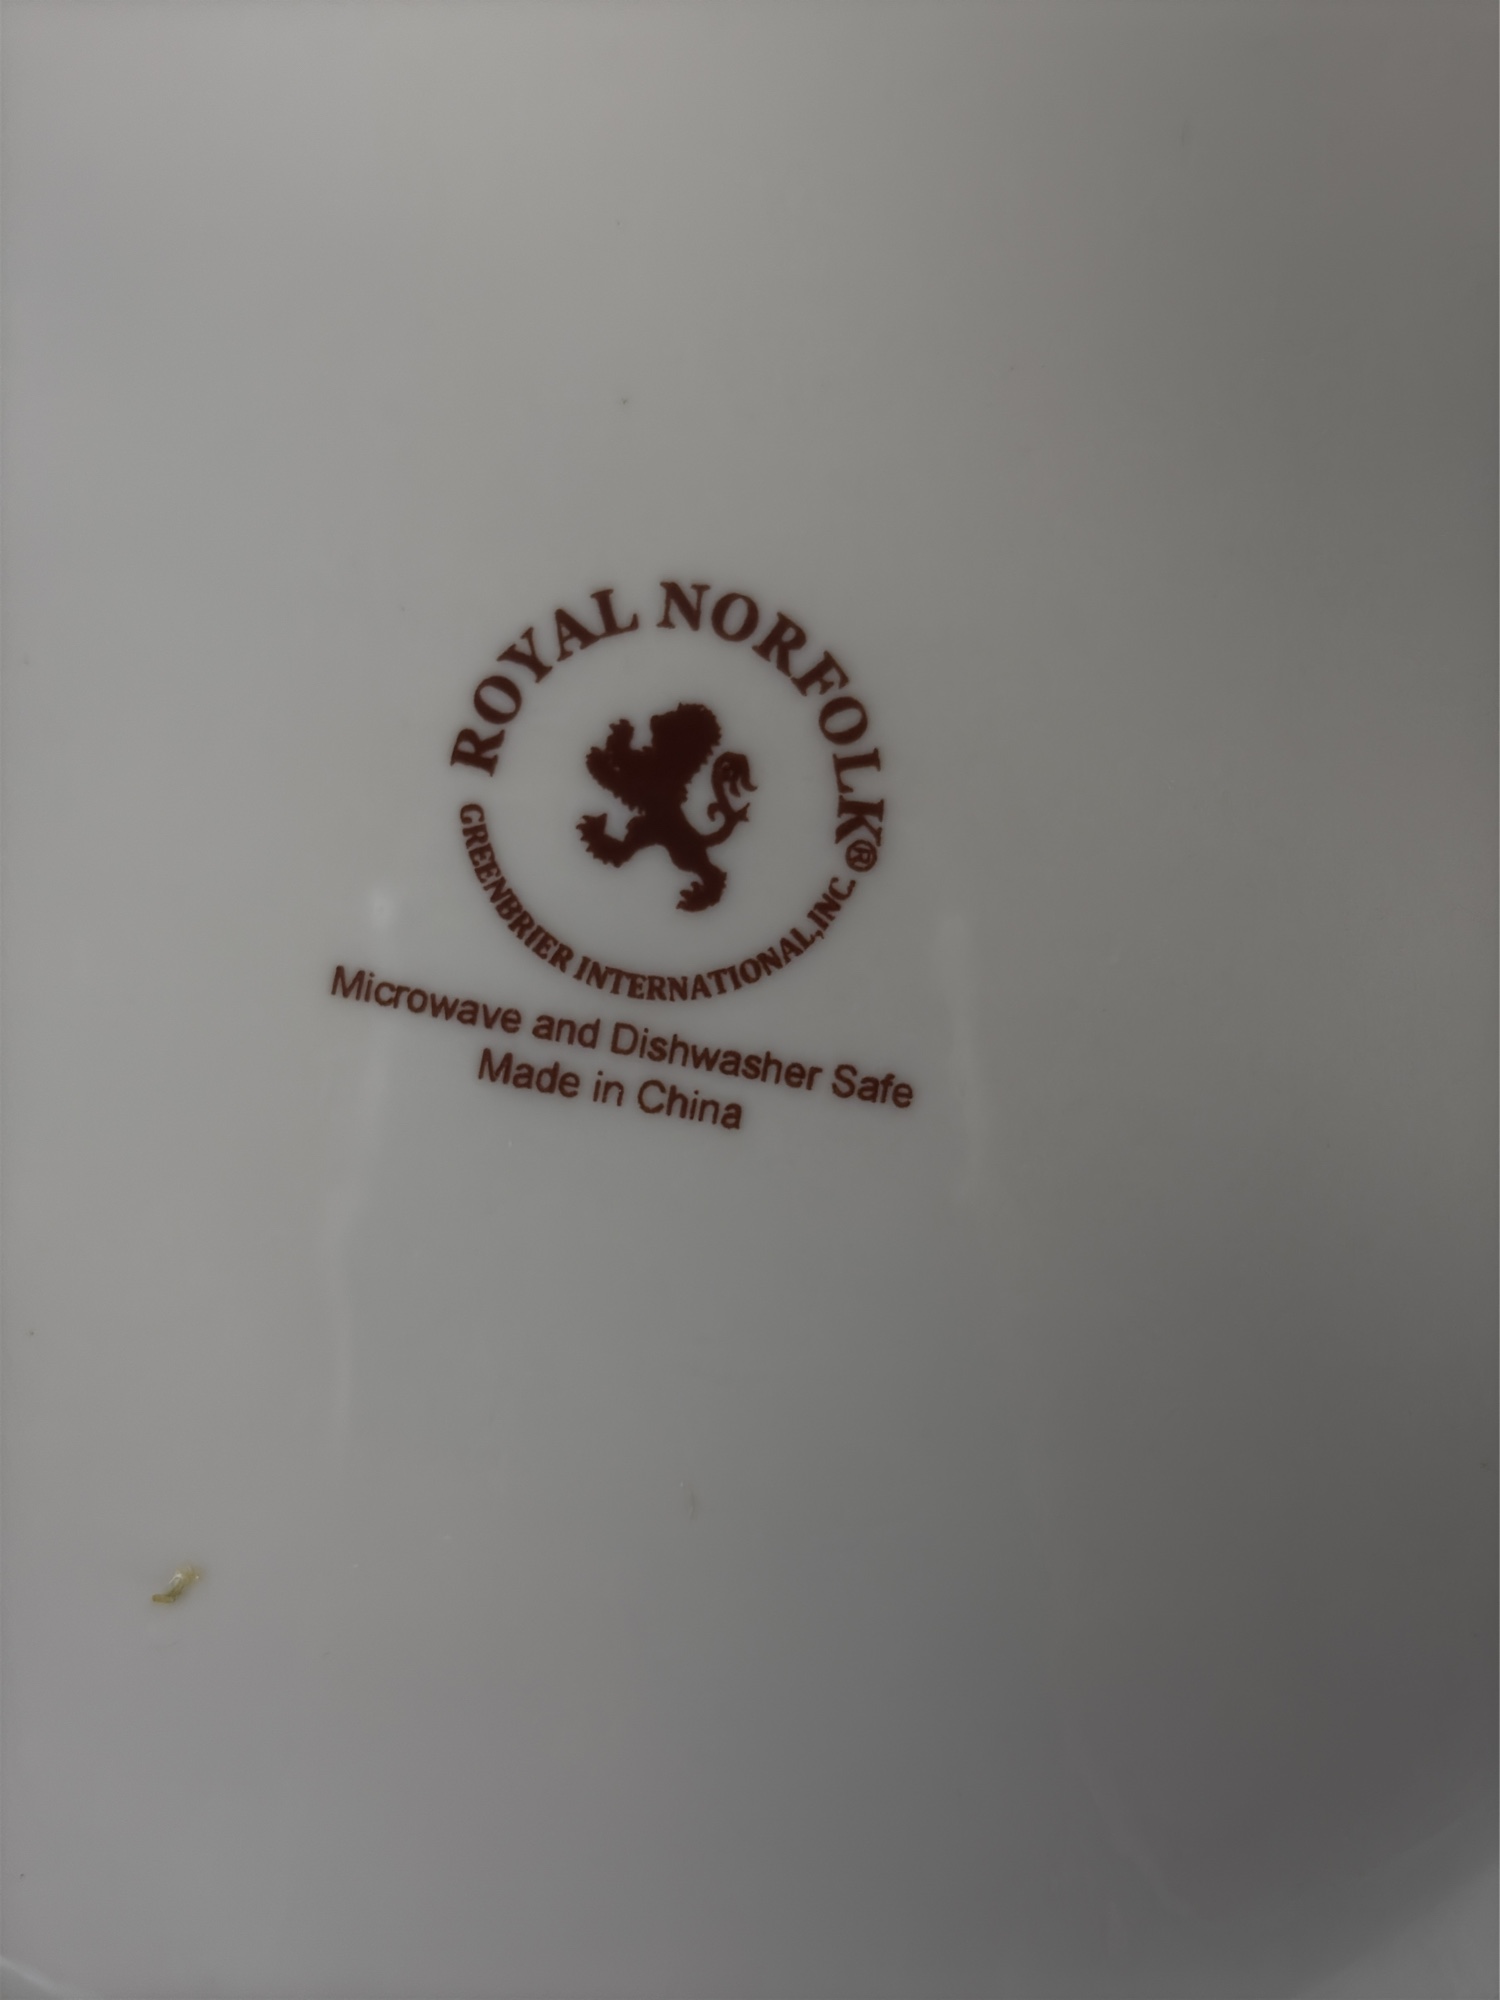 ROYAL NORFOLK®
GREENBRIER INTERNATIONAL, INC.
Microwave and Dishwasher Safe
Made in China